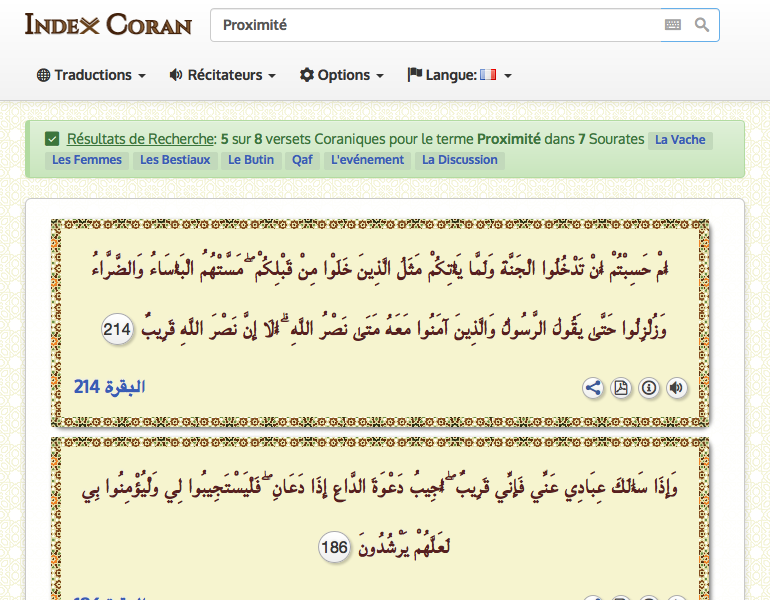 INDEX CORAN
Proximité
Traductions Récitateurs Options Langue:
Résultats de Recherche: 5 sur 8 versets Coraniques pour le terme Proximité dans 7 Sourates La Vache
Les Femmes Les Bestiaux Le Butin Qaf L'evénement La Discussion
أَمْ حَسِبْتُمْ أَنْ تَدْخُلُوا الْجَنَّةَ وَلَمَّا يَأْتِكُمْ مَثَلُ الَّذِينَ خَلَوْا مِنْ قَبْلِكُمْ ۖ مَسَّتْهُمُ الْبَأْسَاءُ وَالضَّرَّاءُ
وَزُلْزِلُوا حَتَّىٰ يَقُولَ الرَّسُولُ وَالَّذِينَ آمَنُوا مَعَهُ مَتَىٰ نَصْرُ اللَّهِ ۗ أَلَا إِنَّ نَصْرَ اللَّهِ قَرِيبٌ 214
البقرة 214
وَإِذَا سَأَلَكَ عِبَادِي عَنِّي فَإِنِّي قَرِيبٌ ۖ أُجِيبُ دَعْوَةَ الدَّاعِ إِذَا دَعَانِ ۖ فَلْيَسْتَجِيبُوا لِي وَلْيُؤْمِنُوا بِي
لَعَلَّهُمْ يَرْشُدُونَ 186